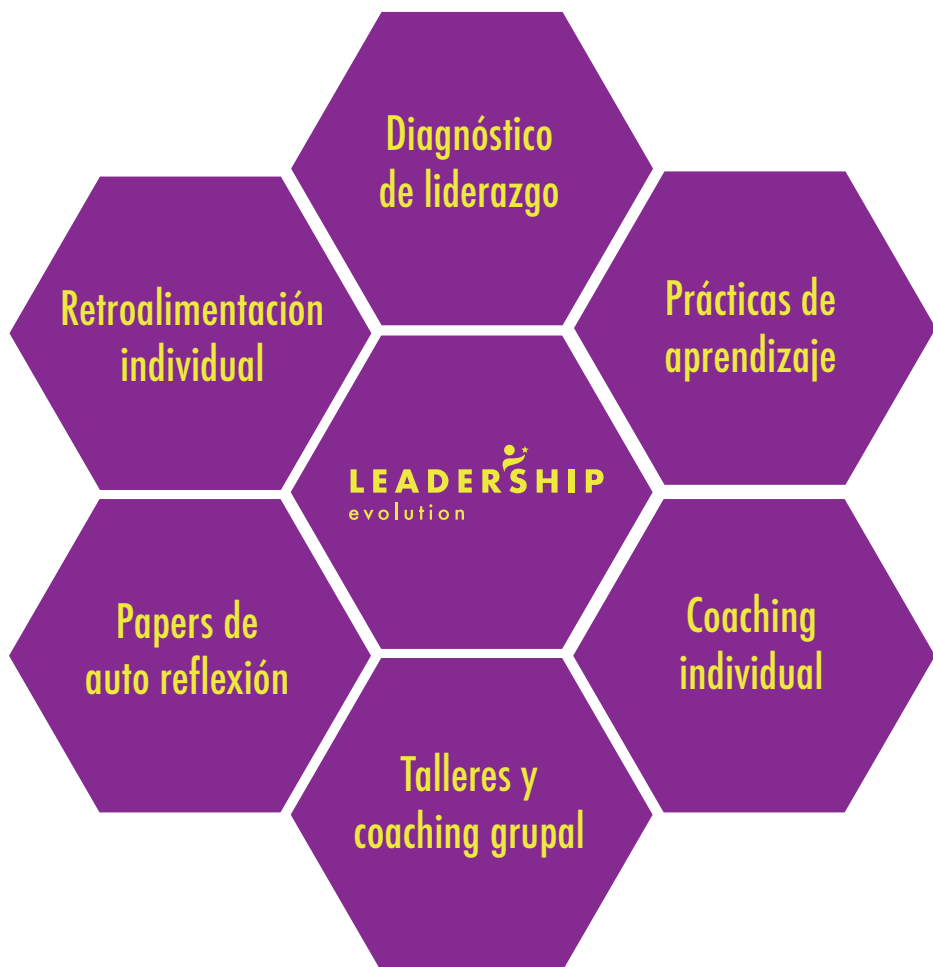 Diagnóstico
de liderazgo
Retroalimentación
individual
Prácticas de
aprendizaje
LEADERSHIP
evolution
Papers de
auto reflexión
Coaching
individual
Talleres y
coaching grupal